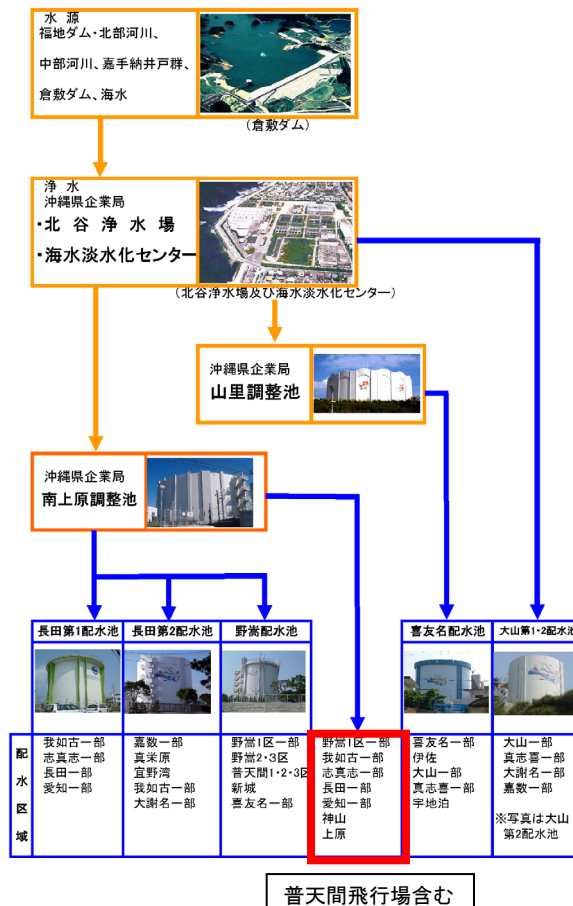 水 源
福地ダム・北部河川、
中部河川、嘉手納井戸群、
倉敷ダム、海水
(倉敷ダム)
浄 水
沖縄県企業局
・北 谷 浄 水 場
・海水淡水化センター
(北谷浄水場及び海水淡水化センター)
沖縄県企業局
山里調整池
沖縄県企業局
南上原調整池
長田第1配水池
長田第2配水池
野嵩配水池
喜友名配水池
大山第1・2配水池
配水区域
我如古一部
志真志一部
長田一部
愛知一部
嘉数一部
真栄原
宜野湾
我如古一部
大謝名一部
野嵩1区一部
野嵩2・3区
普天間1・2・3区
新城
喜友名一部
野嵩1区一部
我如古一部
志真志一部
長田一部
愛知一部
神山
上原
喜友名一部
伊佐
大山一部
真志喜一部
宇地泊
大山一部
真志喜一部
大謝名一部
嘉数一部
※写真は大山
第2配水池
普天間飛行場含む